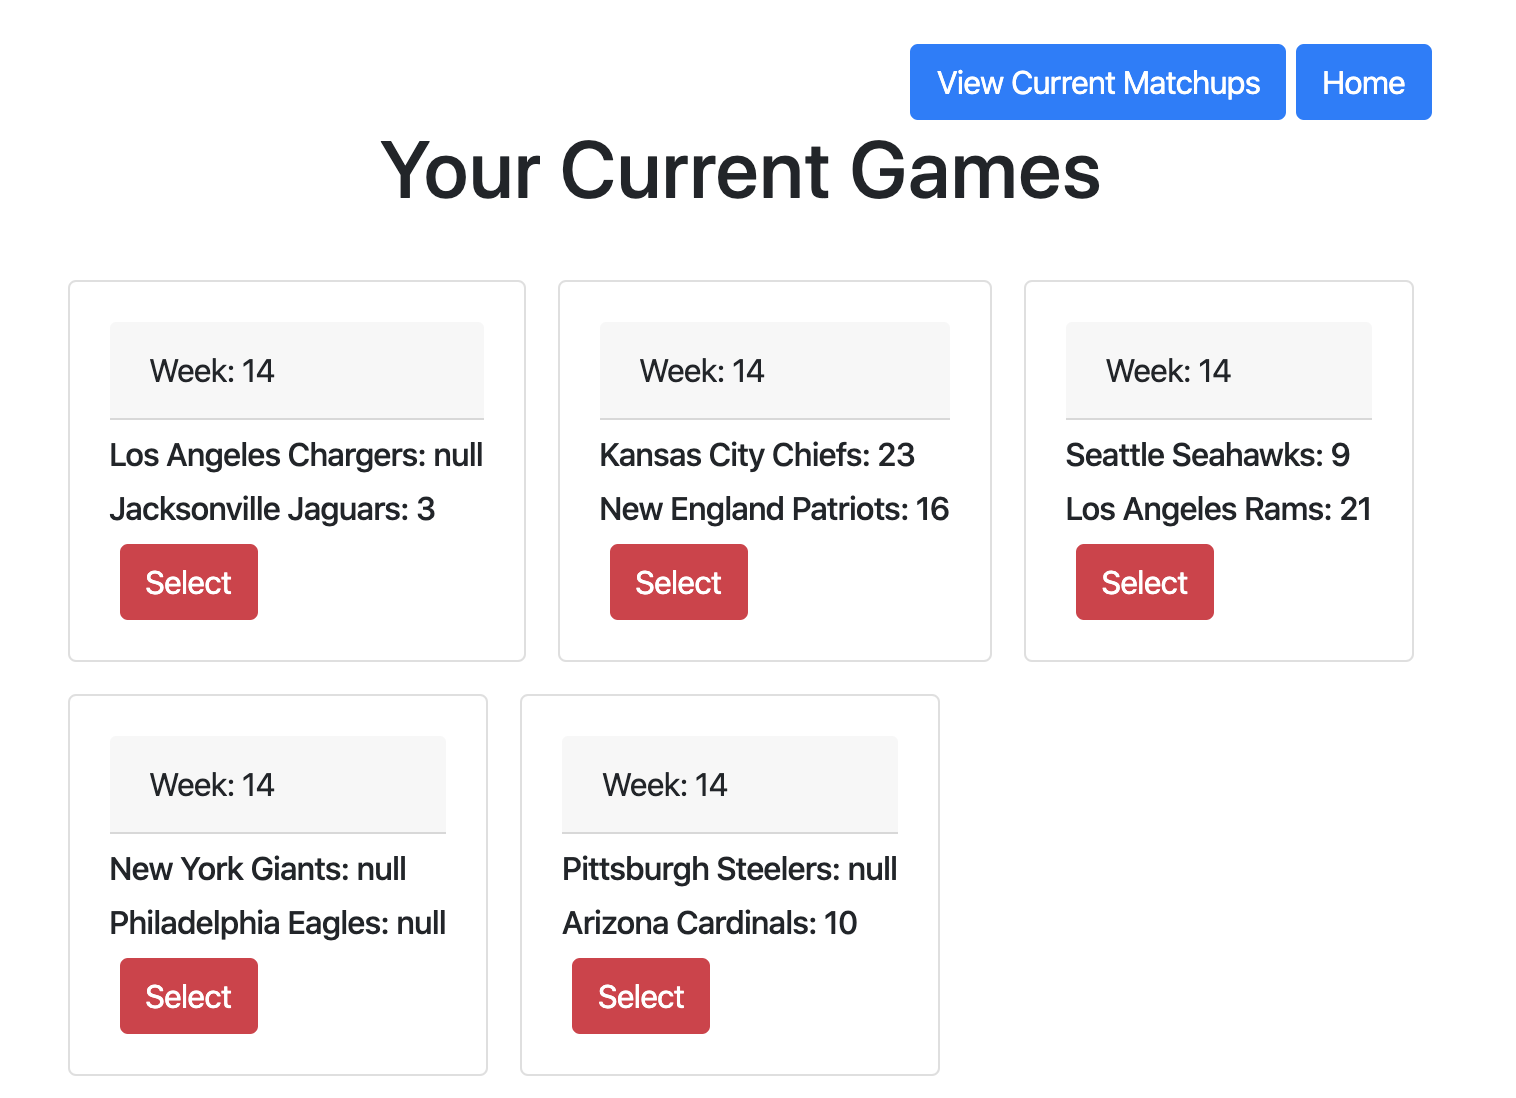 View Current Matchups
Home
Your Current Games
Week: 14
Los Angeles Chargers: null
Jacksonville Jaguars: 3
Select
Week: 14
Kansas City Chiefs: 23
New England Patriots: 16
Select
Week: 14
Seattle Seahawks: 9
Los Angeles Rams: 21
Select
Week: 14
New York Giants: null
Philadelphia Eagles: null
Select
Week: 14
Pittsburgh Steelers: null
Arizona Cardinals: 10
Select